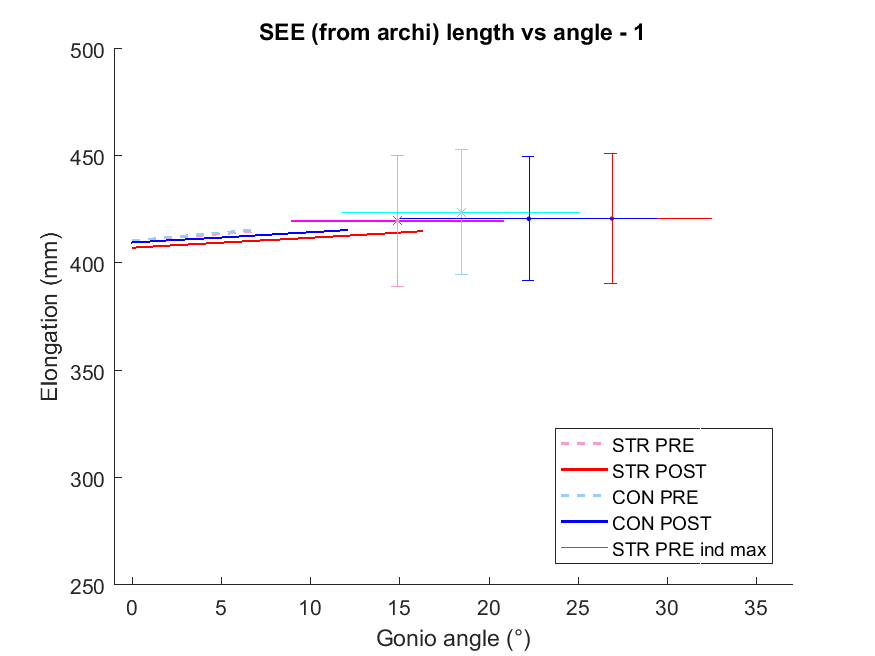 SEE (from archi) length vs angle - 1
500
450
400
350
300
250
Elongation (mm)
0 5 10 15 20 25 30 35
Gonio angle (°)
STR PRE
STR POST
CON PRE
CON POST
STR PRE ind max